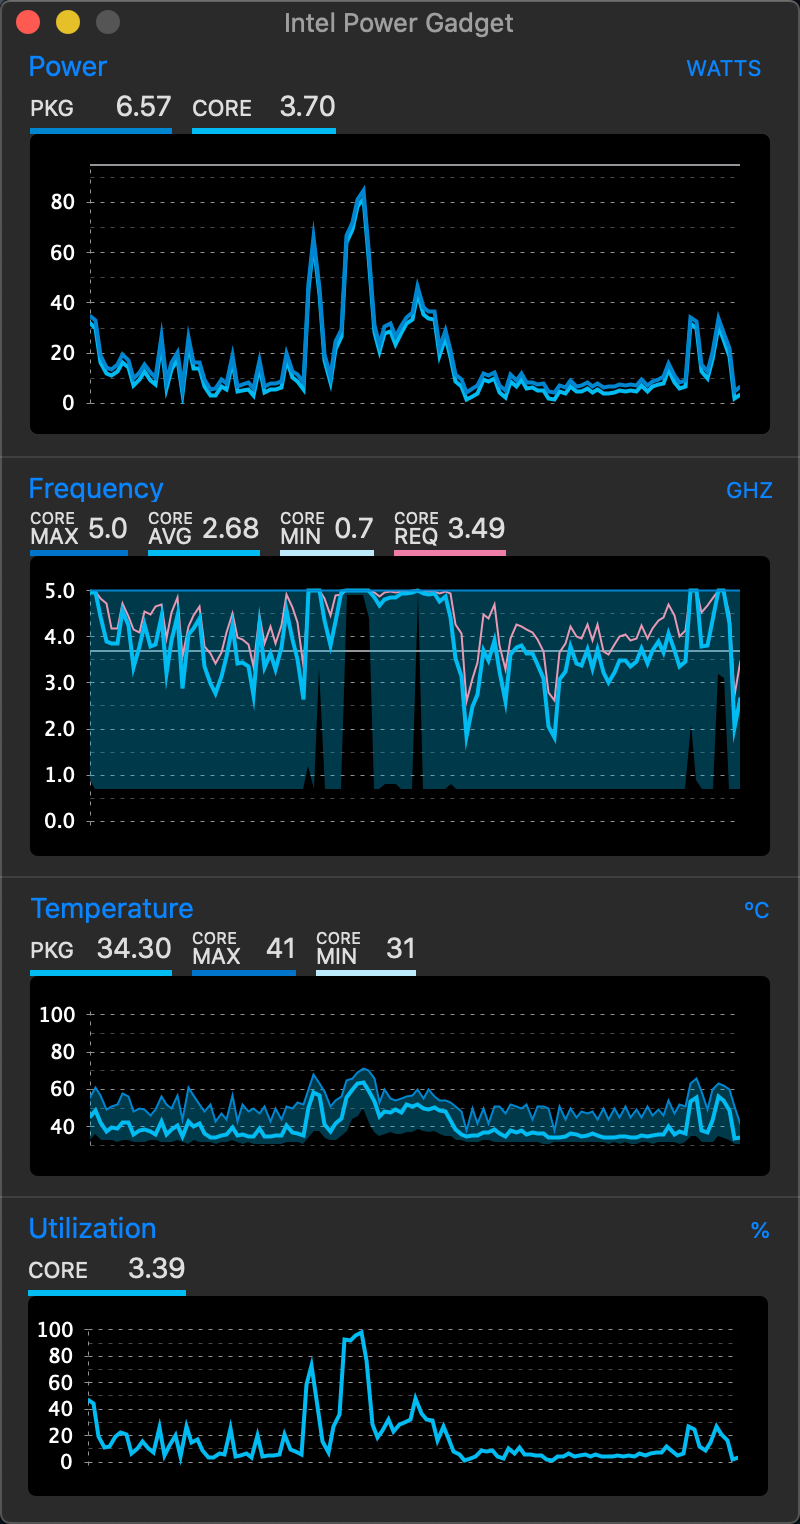 Intel Power Gadget
Power WATTS
PKG 6.57 CORE 3.70
80
60
40
20
0
Frequency GHZ
CORE MAX 5.0 CORE AVG 2.68 CORE MIN 0.7 CORE REQ 3.49
5.0
4.0
3.0
2.0
1.0
0.0
Temperature ºC
PKG 34.30 CORE MAX 41 CORE MIN 31
100
80
60
40
Utilization %
CORE 3.39
100
80
60
40
20
0